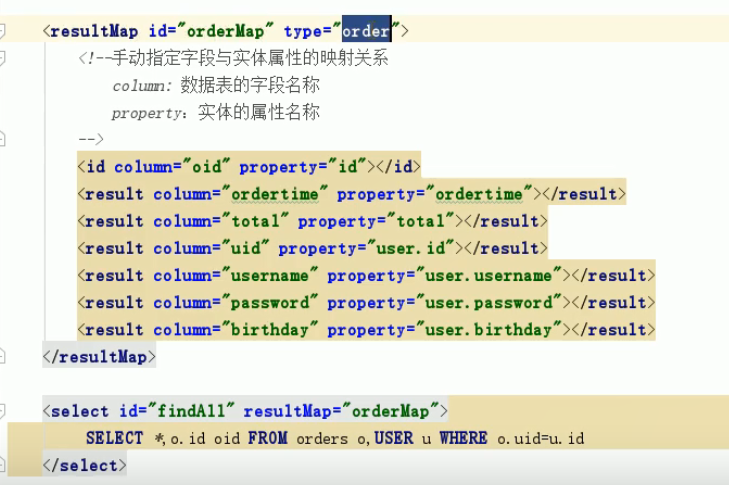 <resultMap id="orderMap" type="order">
<!--手动指定字段与实体属性的映射关系
column: 数据表的字段名称
property：实体的属性名称
-->
<id column="oid" property="id"></id>
<result column="ordertime" property="ordertime"></result>
<result column="total" property="total"></result>
<result column="uid" property="user.id"></result>
<result column="username" property="user.username"></result>
<result column="password" property="user.password"></result>
<result column="birthday" property="user.birthday"></result>
</resultMap>
<select id="findAll" resultMap="orderMap">
SELECT *,o.id oid FROM orders o,USER u WHERE o.uid=u.id
</select>